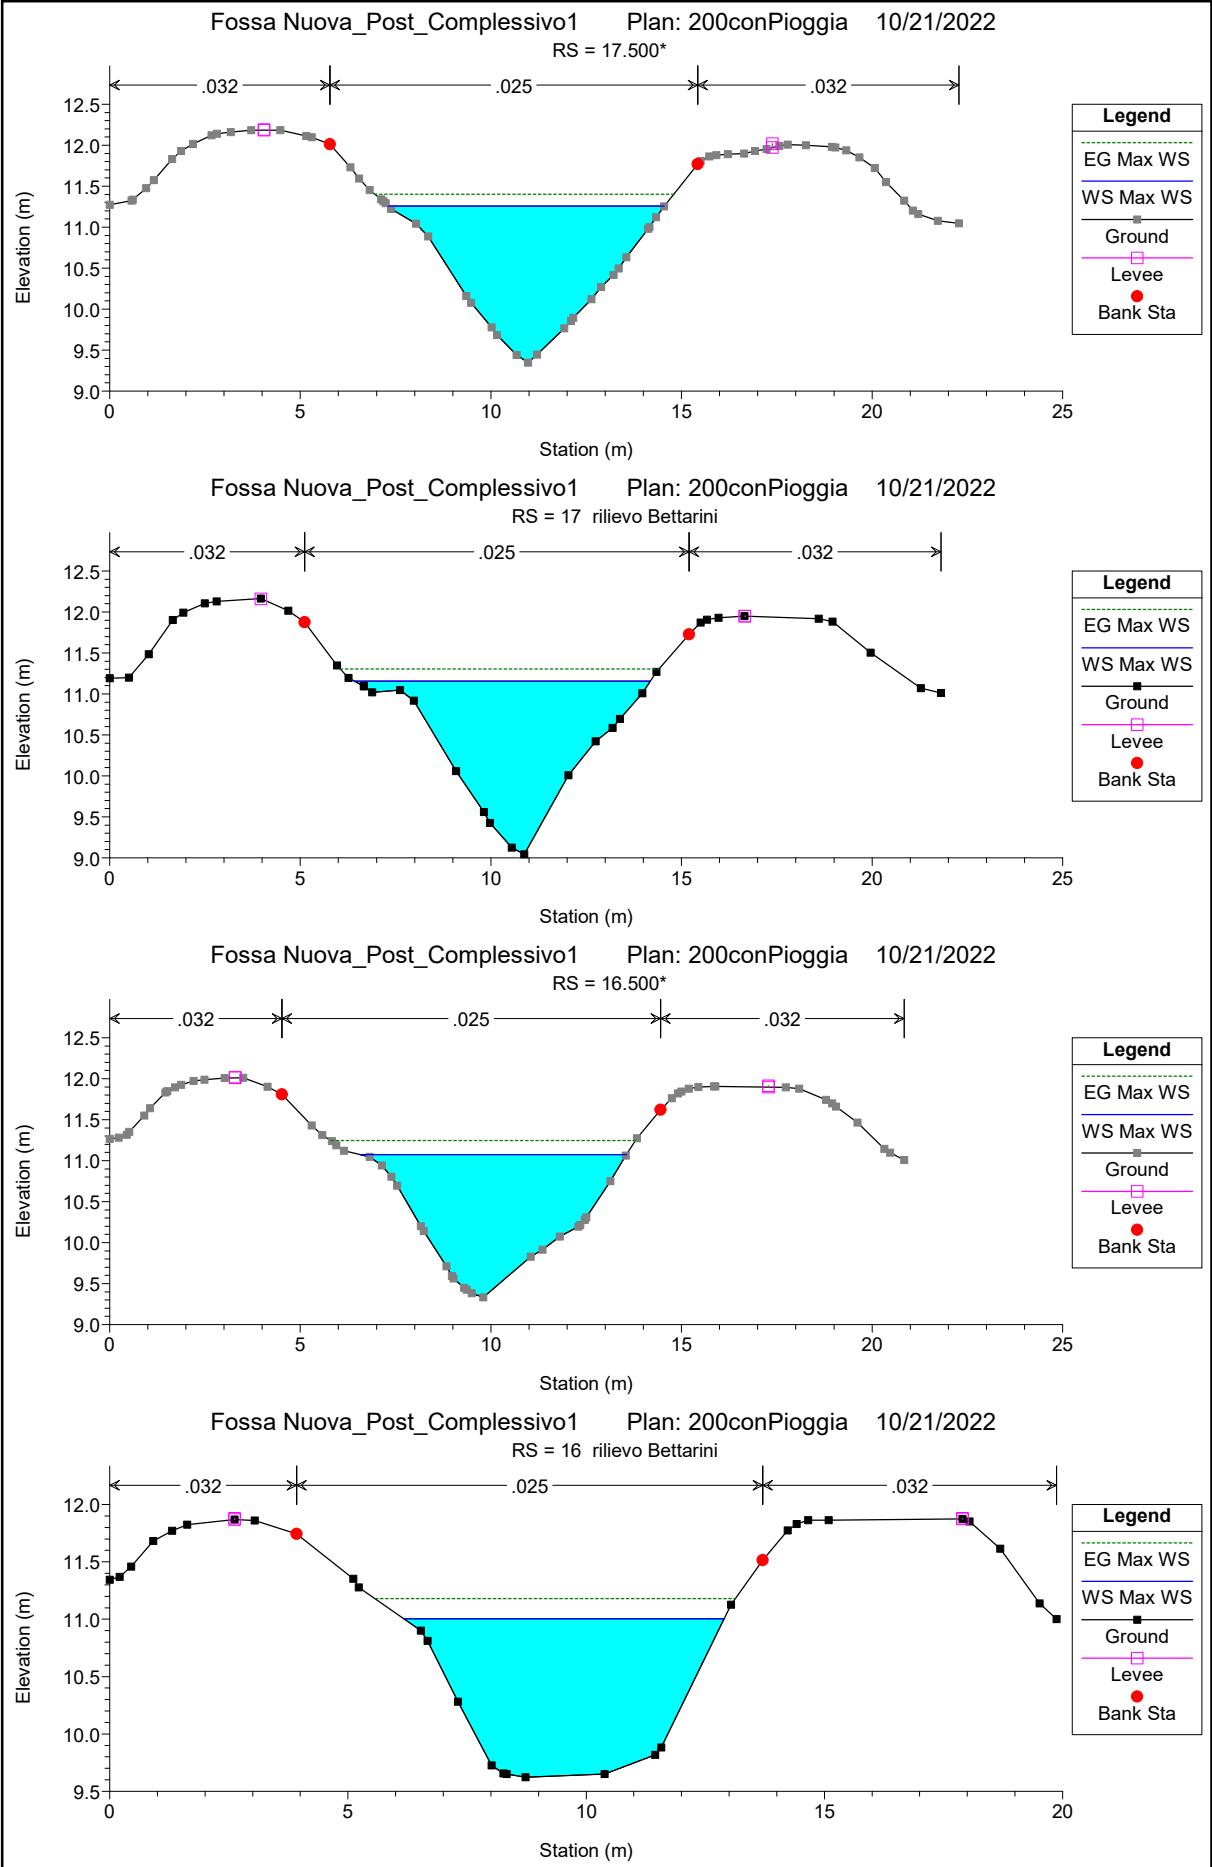 Fossa Nuova_Post_Complessivo1 Plan: 200conPioggia 10/21/2022
RS = 17.500*
.032 .025 .032
12.5
12.0
11.5
11.0
10.5
10.0
9.5
9.0
Elevation (m)
0 5 10 15 20 25
Station (m)
Legend
EG Max WS
WS Max WS
Ground
Levee
Bank Sta
Fossa Nuova_Post_Complessivo1 Plan: 200conPioggia 10/21/2022
RS = 17 rilievo Bettarini
.032 .025 .032
12.5
12.0
11.5
11.0
10.5
10.0
9.5
9.0
Elevation (m)
0 5 10 15 20 25
Station (m)
Legend
EG Max WS
WS Max WS
Ground
Levee
Bank Sta
Fossa Nuova_Post_Complessivo1 Plan: 200conPioggia 10/21/2022
RS = 16.500*
.032 .025 .032
12.5
12.0
11.5
11.0
10.5
10.0
9.5
9.0
Elevation (m)
0 5 10 15 20 25
Station (m)
Legend
EG Max WS
WS Max WS
Ground
Levee
Bank Sta
Fossa Nuova_Post_Complessivo1 Plan: 200conPioggia 10/21/2022
RS = 16 rilievo Bettarini
.032 .025 .032
12.0
11.5
11.0
10.5
10.0
9.5
Elevation (m)
0 5 10 15 20
Station (m)
Legend
EG Max WS
WS Max WS
Ground
Levee
Bank Sta